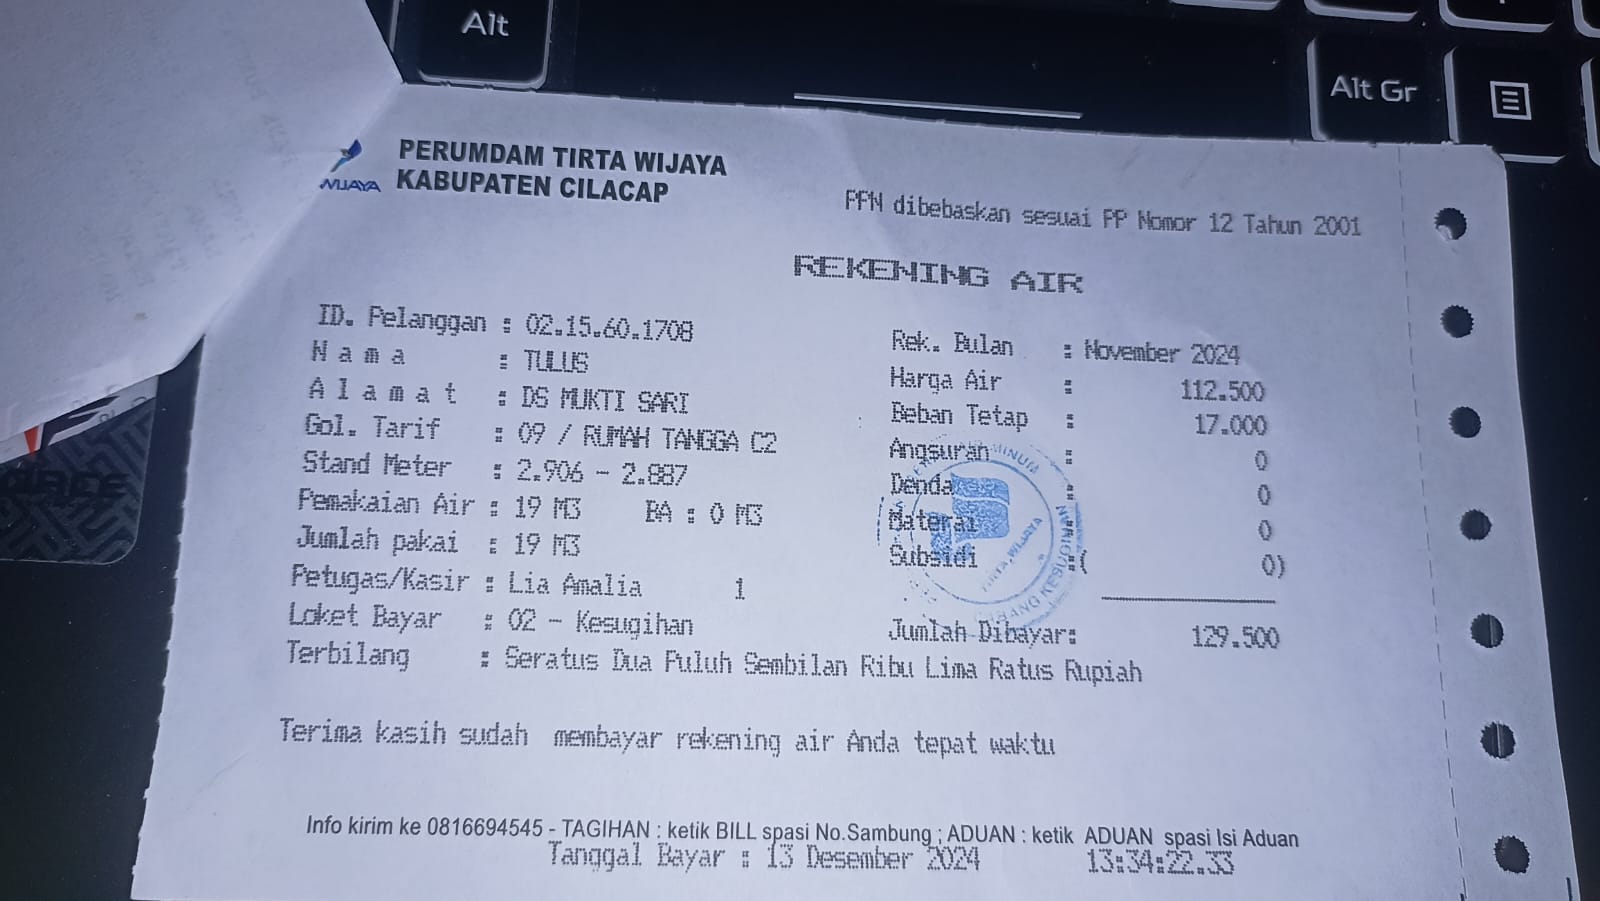 Alt
Alt Gr
PERUMDAM TIRTA WIJAYA
KABUPATEN CILACAP
WIJAYA
PPN dibebaskan sesuai PP Nomor 12 Tahun 2001
REKENING AIR
ID. Pelanggan : 02.15.60.1708
N a m a : TULUS
A l a m a t : DS MUKTI SARI
Gol. Tarif : 09 / RUMAH TANGGA C2
Stand Meter : 2.906 - 2.887
Pemakaian Air : 19 M3 BA : 0 M3
Jumlah pakai : 19 M3
Petugas/Kasir : Lia Amalia 1
Loket Bayar : 02 - Kesugihan
Rek. Bulan : November 2024
Harga Air : 112.500
Beban Tetap : 17.000
Angsuran : 0
Denda : 0
Materai : 0
Subsidi :( 0)
Jumlah Dibayar: 129.500
Terbilang : Seratus Dua Puluh Sembilan Ribu Lima Ratus Rupiah
MINUM
TIRTA WIJAYA
CABANG KESUGIHAN
Terima kasih sudah membayar rekening air Anda tepat waktu
Info kirim ke 0816694545 - TAGIHAN : ketik BILL spasi No.Sambung ; ADUAN : ketik ADUAN spasi Isi Aduan
Tanggal Bayar : 13 Desember 2024 13:34:22.33